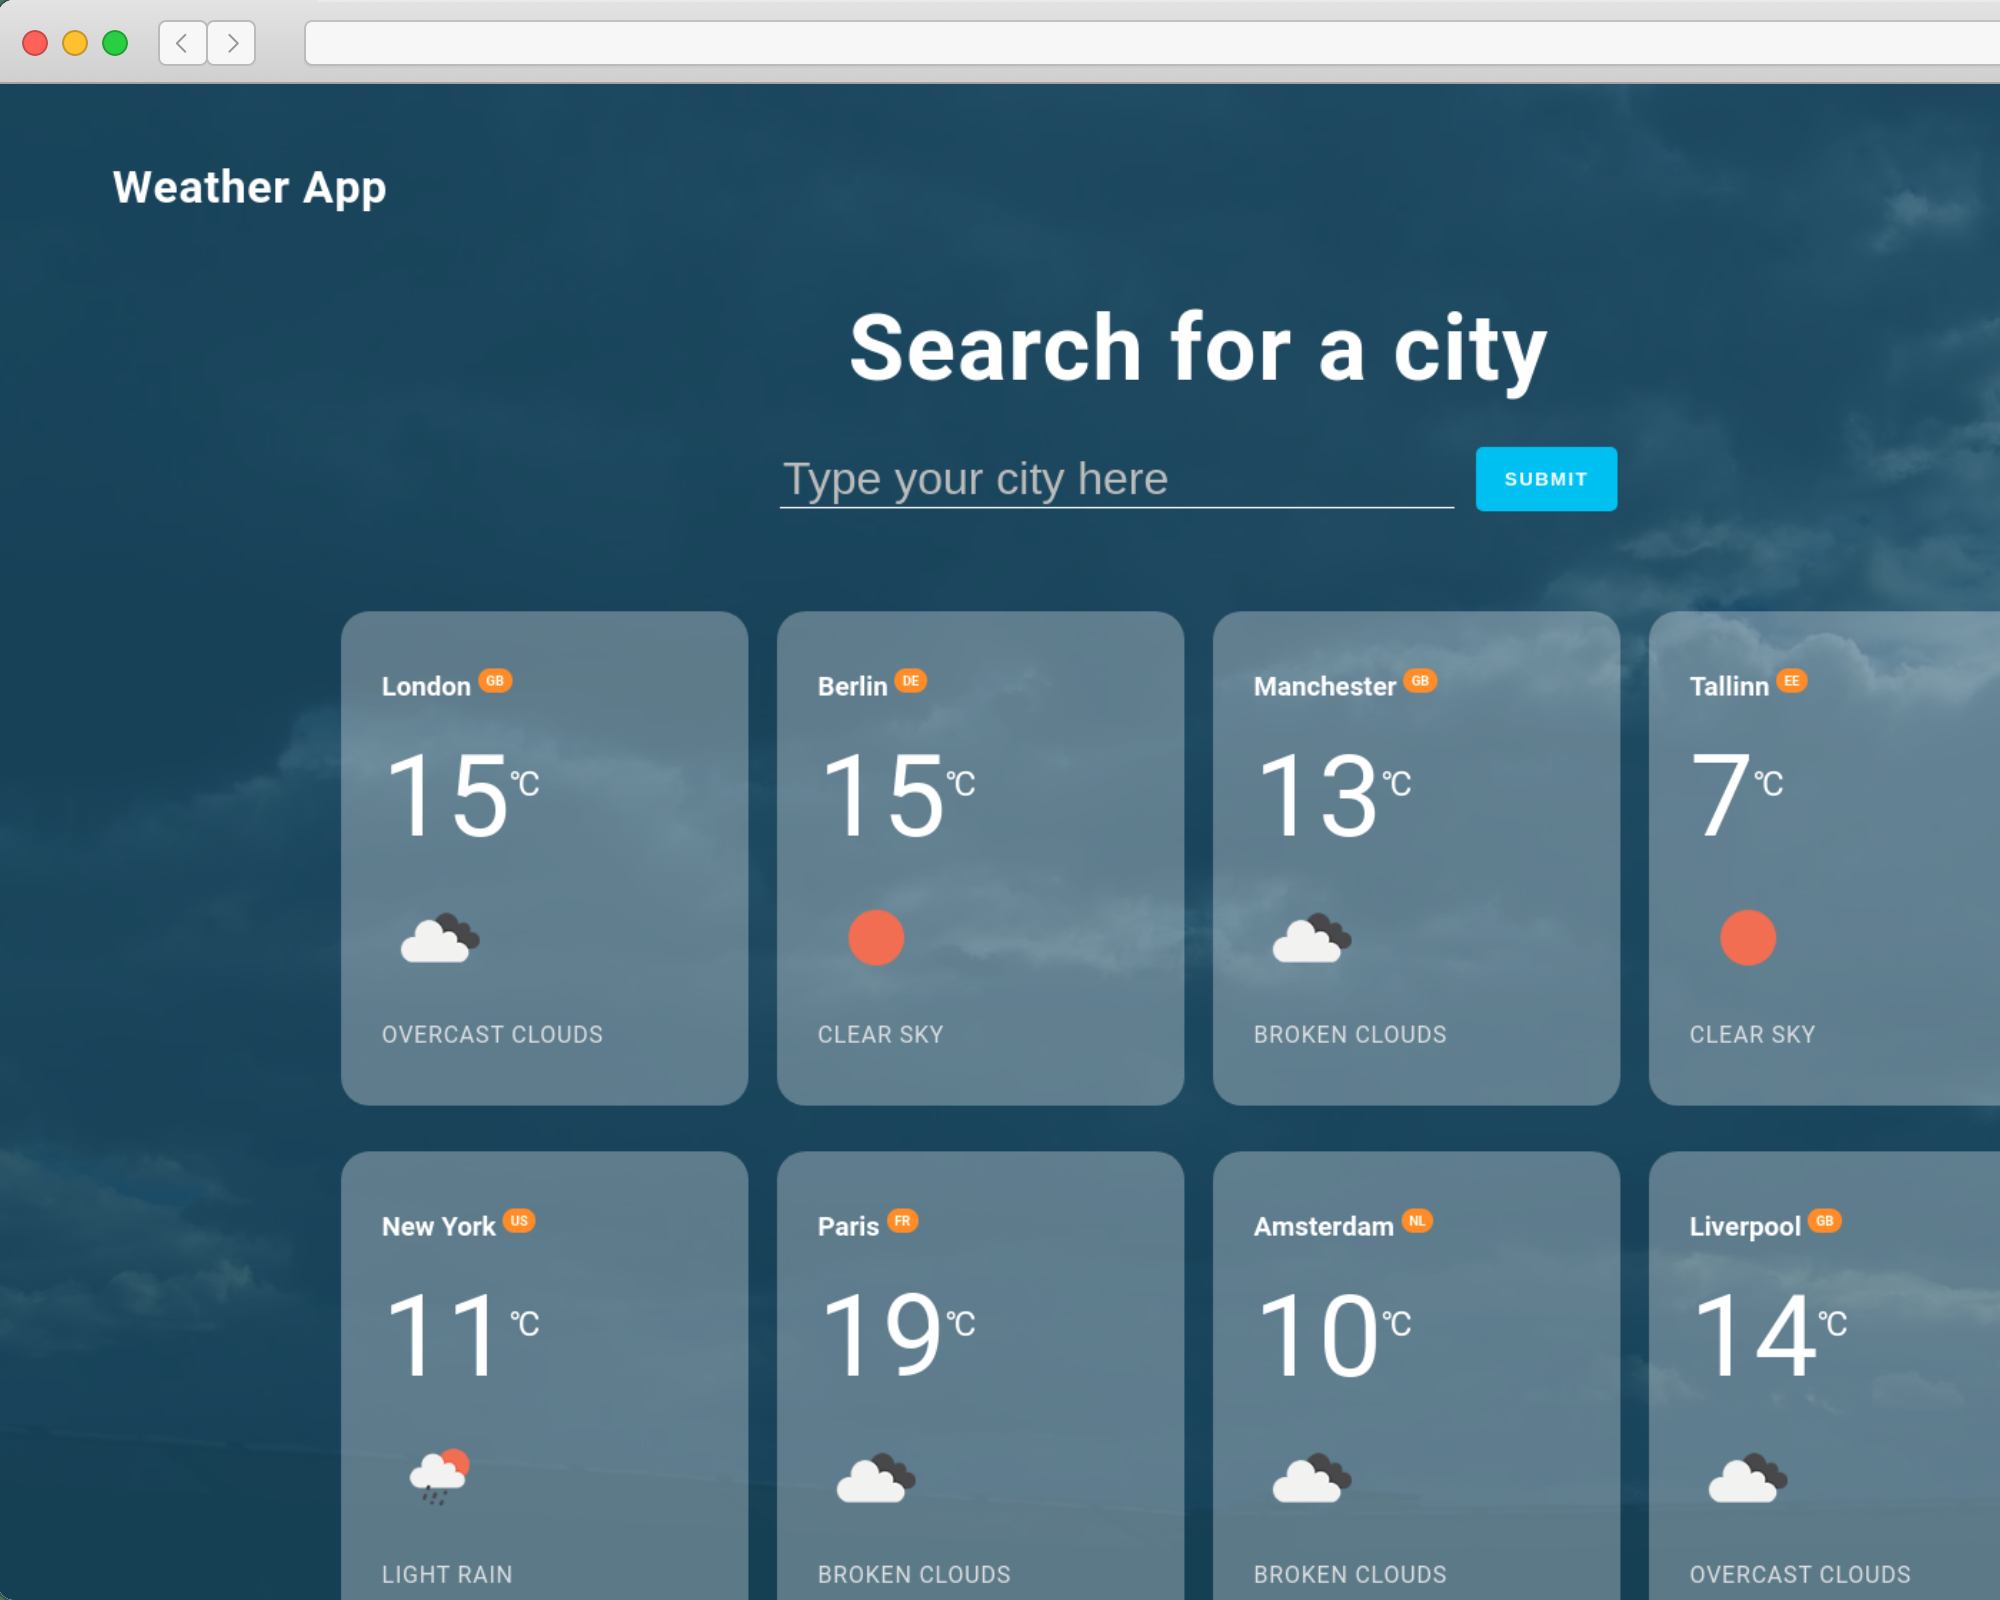 Weather App
Search for a city
Type your city here
SUBMIT
London GB
15°C
OVERCAST CLOUDS
Berlin DE
15°C
CLEAR SKY
Manchester GB
13°C
BROKEN CLOUDS
Tallinn EE
7°C
CLEAR SKY
New York US
11°C
LIGHT RAIN
Paris FR
19°C
BROKEN CLOUDS
Amsterdam NL
10°C
BROKEN CLOUDS
Liverpool GB
14°C
OVERCAST CLOUDS